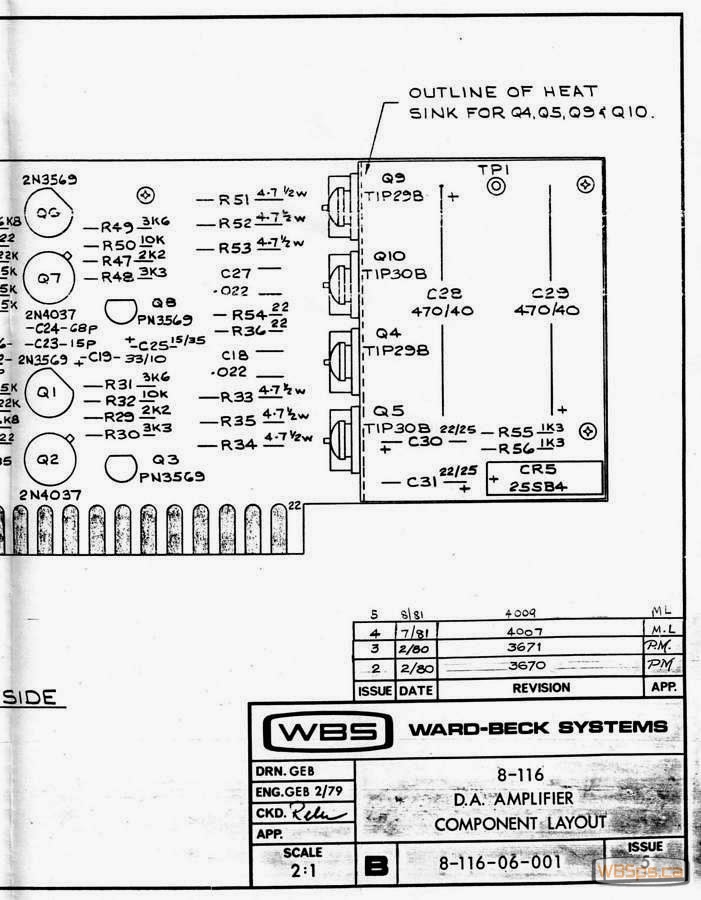 OUTLINE OF HEAT
SINK FOR Q4,Q5,Q9 & Q10.
2N3569
Q6
R49 3K6
R50 10K
R47 2K2
R48 3K3
Q7
2N4037
C24-68P
C23-15P
2N3569
C19-33/10
+
Q8
PN3569
+
C25 15/35
Q1
R31 3K6
R32 10K
R29 2K2
R30 3K3
Q2
2N4037
Q3
PN3569
R51 4.7 ½W
R52 4.7 ½W
R53 4.7 ½W
C27
.022
R54 22
R36 22
C18
.022
R33 4.7 ½W
R35 4.7 ½W
R34 4.7 ½W
22
Q9
TIP29B
Q10
TIP30B
Q4
TIP29B
Q5
TIP30B
TP1
+
C28
470/40
C29
470/40
+
22/25
C30
+
22/25
C31
+
R55 1K3
R56 1K3
+
CR5
25SB4
SIDE
5 8/81 4009 ML
4 7/81 4007 M.L
3 2/80 3671 P.M.
2 2/80 3670 PM
ISSUE DATE REVISION APP.
WBS WARD-BECK SYSTEMS
DRN. GEB
ENG. GEB 2/79
CKD.
APP.
8-116
D.A. AMPLIFIER
COMPONENT LAYOUT
SCALE
2:1
B
8-116-06-001
ISSUE
5
WBSps.ca